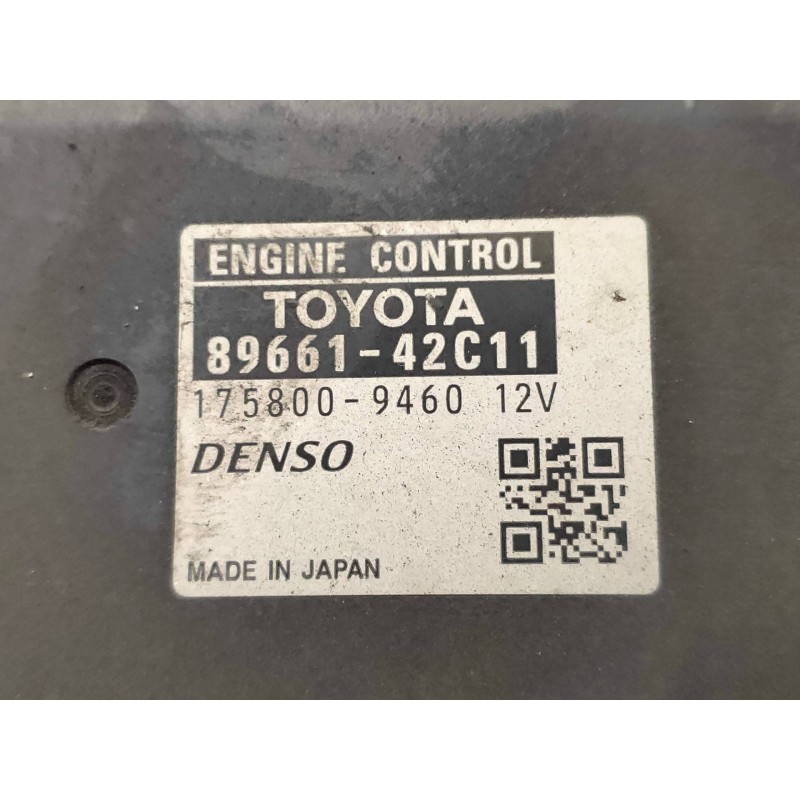 ENGINE CONTROL
TOYOTA
89661-42C11
175800-9460 12V
DENSO
MADE IN JAPAN